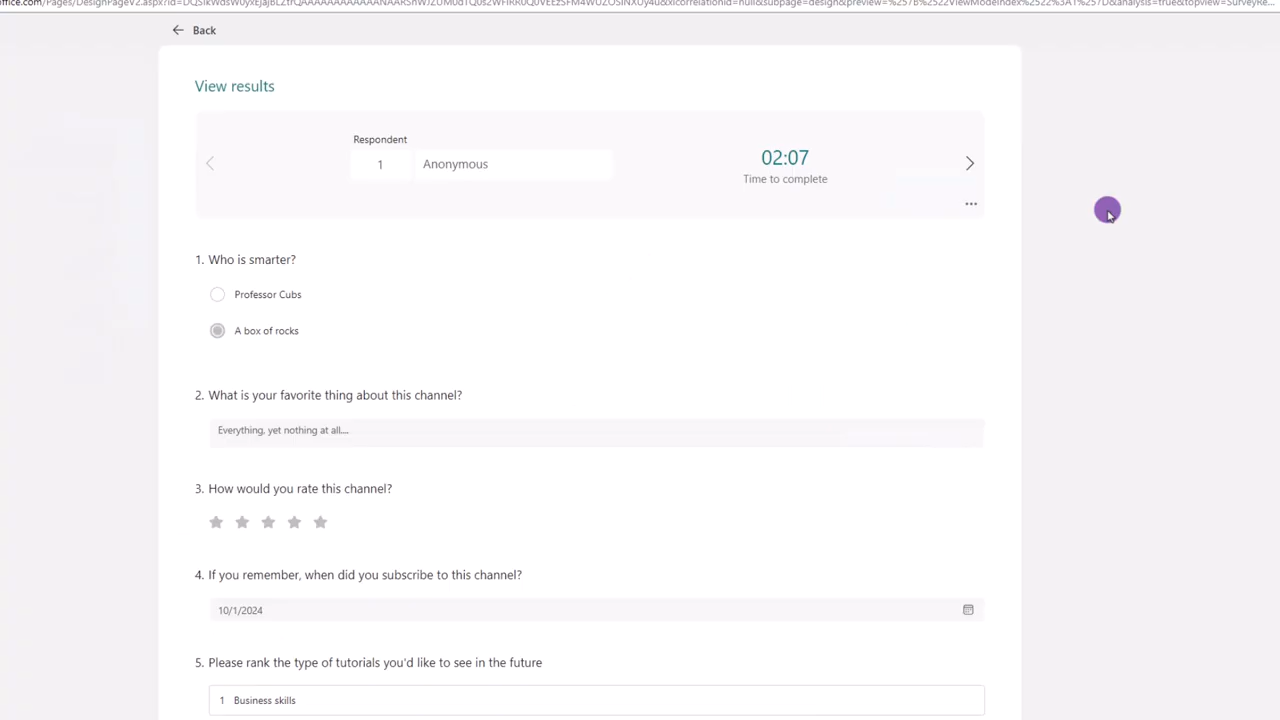 Back
View results
Respondent
1 Anonymous
02:07
Time to complete
1. Who is smarter?
Professor Cubs
A box of rocks
2. What is your favorite thing about this channel?
Everything, yet nothing at all....
3. How would you rate this channel?
4. If you remember, when did you subscribe to this channel?
10/1/2024
5. Please rank the type of tutorials you'd like to see in the future
1 Business skills